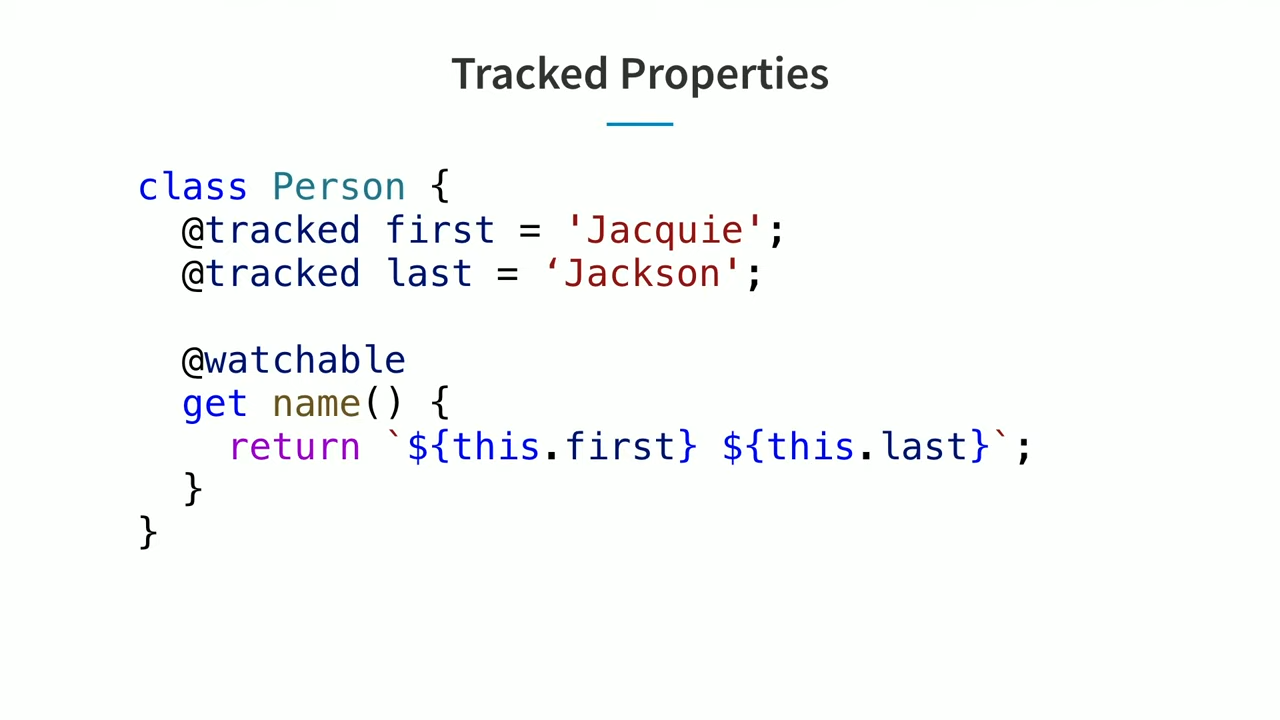 Tracked Properties
class Person {
  @tracked first = 'Jacquie';
  @tracked last = ‘Jackson';
  @watchable
  get name() {
    return `${this.first} ${this.last}`;
  }
}